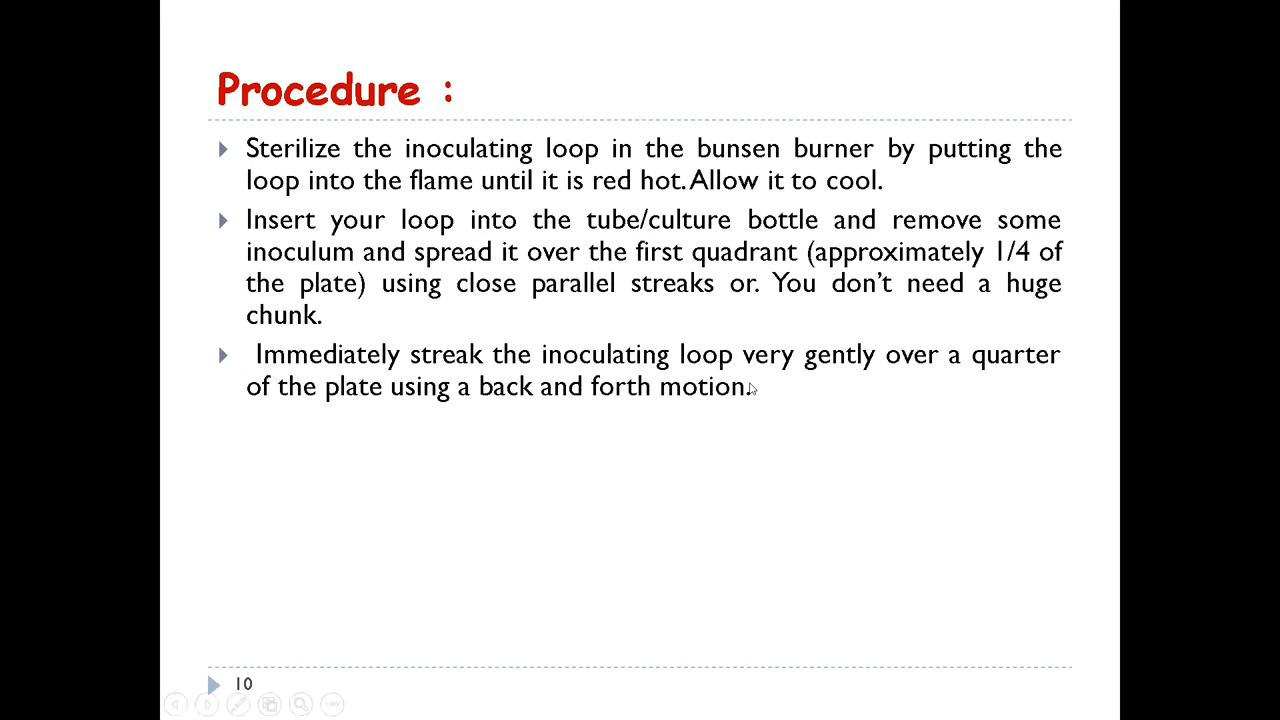 Procedure :
Sterilize the inoculating loop in the bunsen burner by putting the
loop into the flame until it is red hot. Allow it to cool.
Insert your loop into the tube/culture bottle and remove some
inoculum and spread it over the first quadrant (approximately 1/4 of
the plate) using close parallel streaks or. You don’t need a huge
chunk.
Immediately streak the inoculating loop very gently over a quarter
of the plate using a back and forth motion.
10